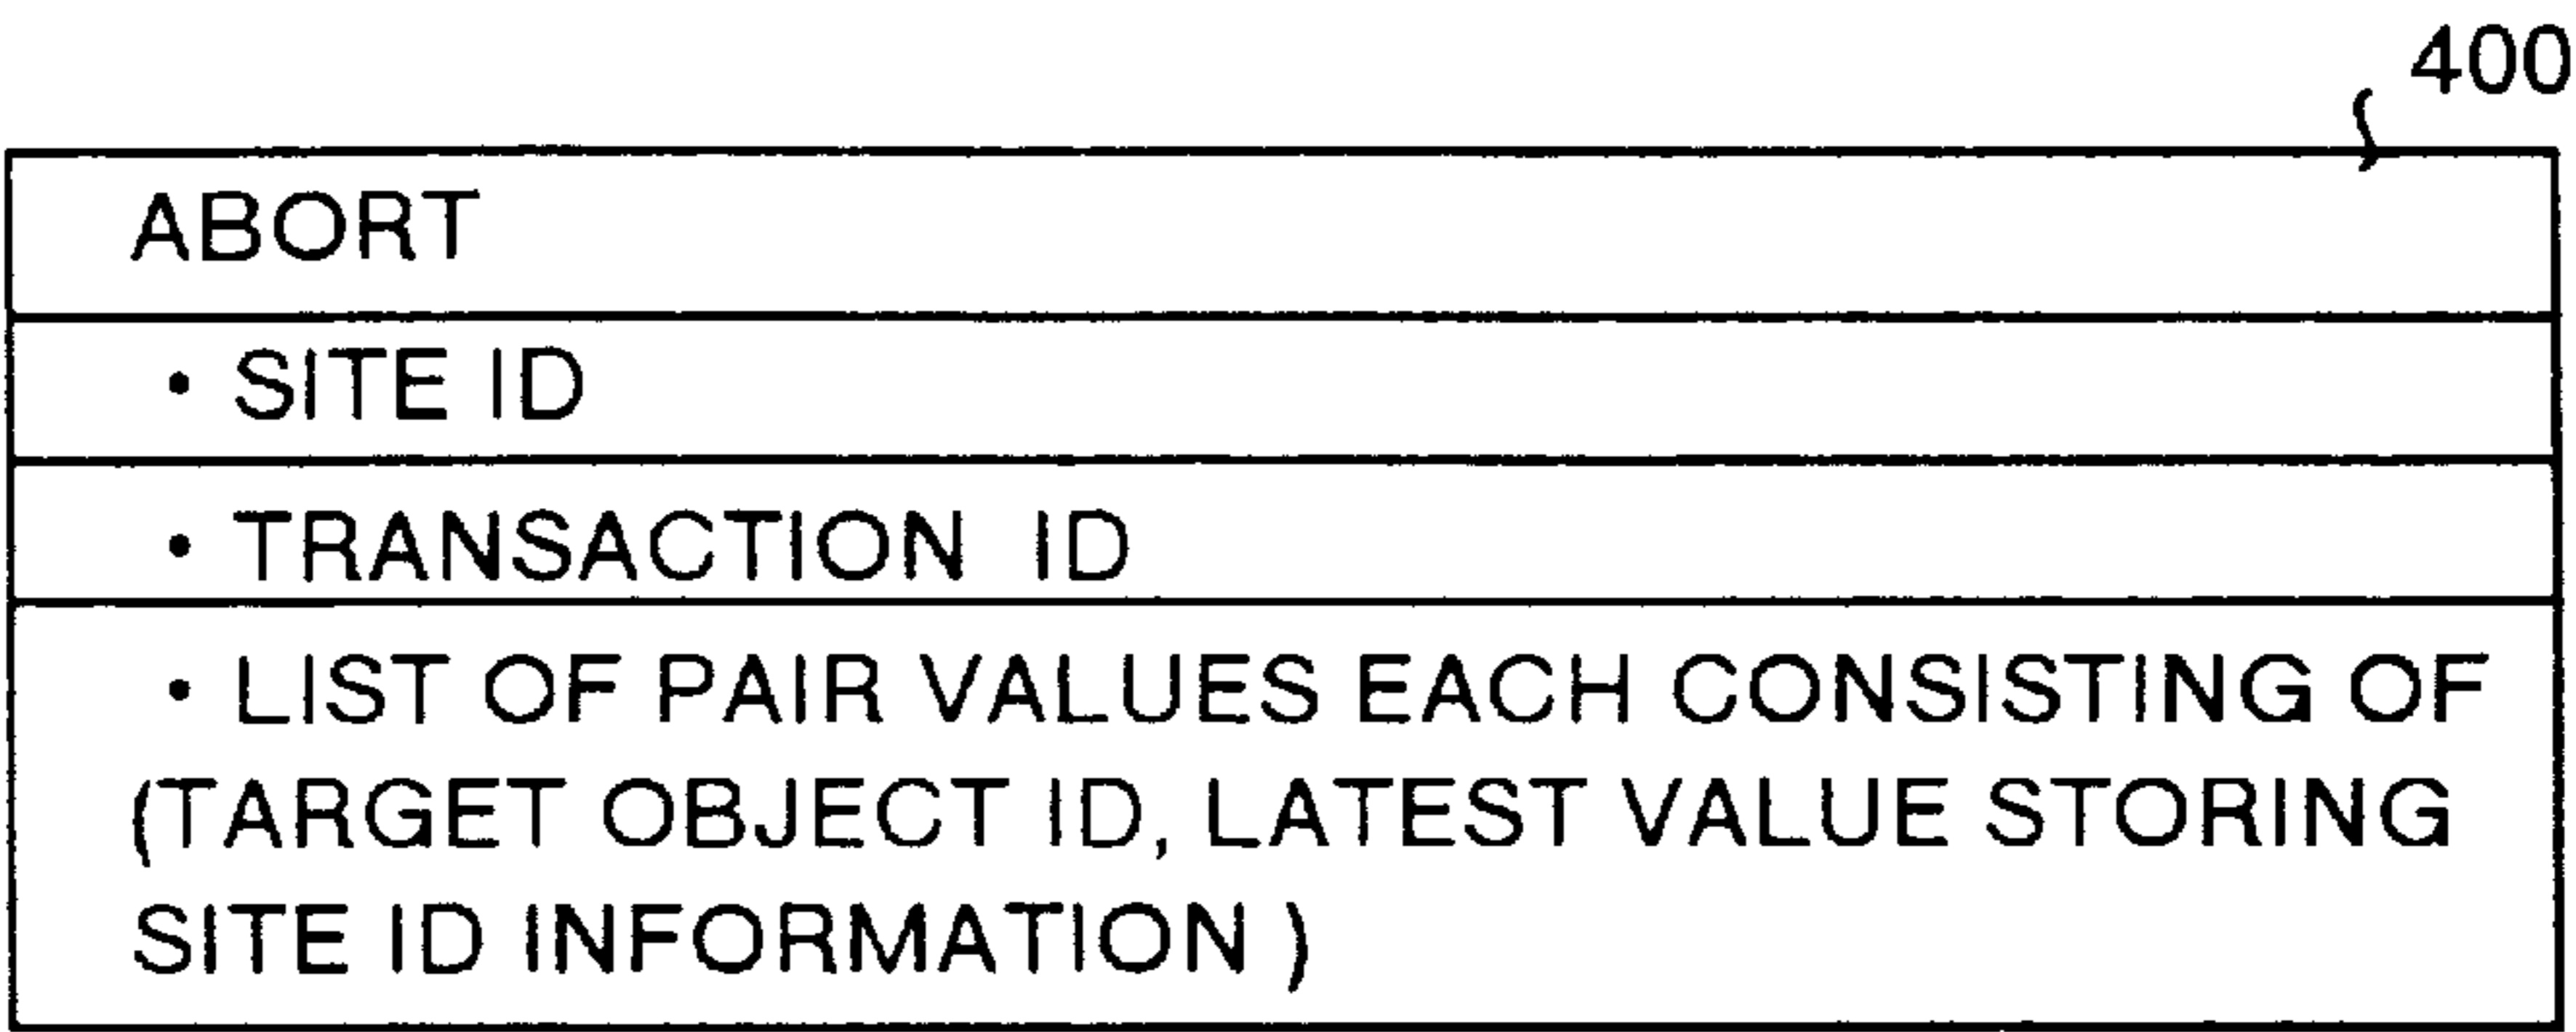 400
ABORT
• SITE ID
• TRANSACTION ID
• LIST OF PAIR VALUES EACH CONSISTING OF
(TARGET OBJECT ID, LATEST VALUE STORING
SITE ID INFORMATION )